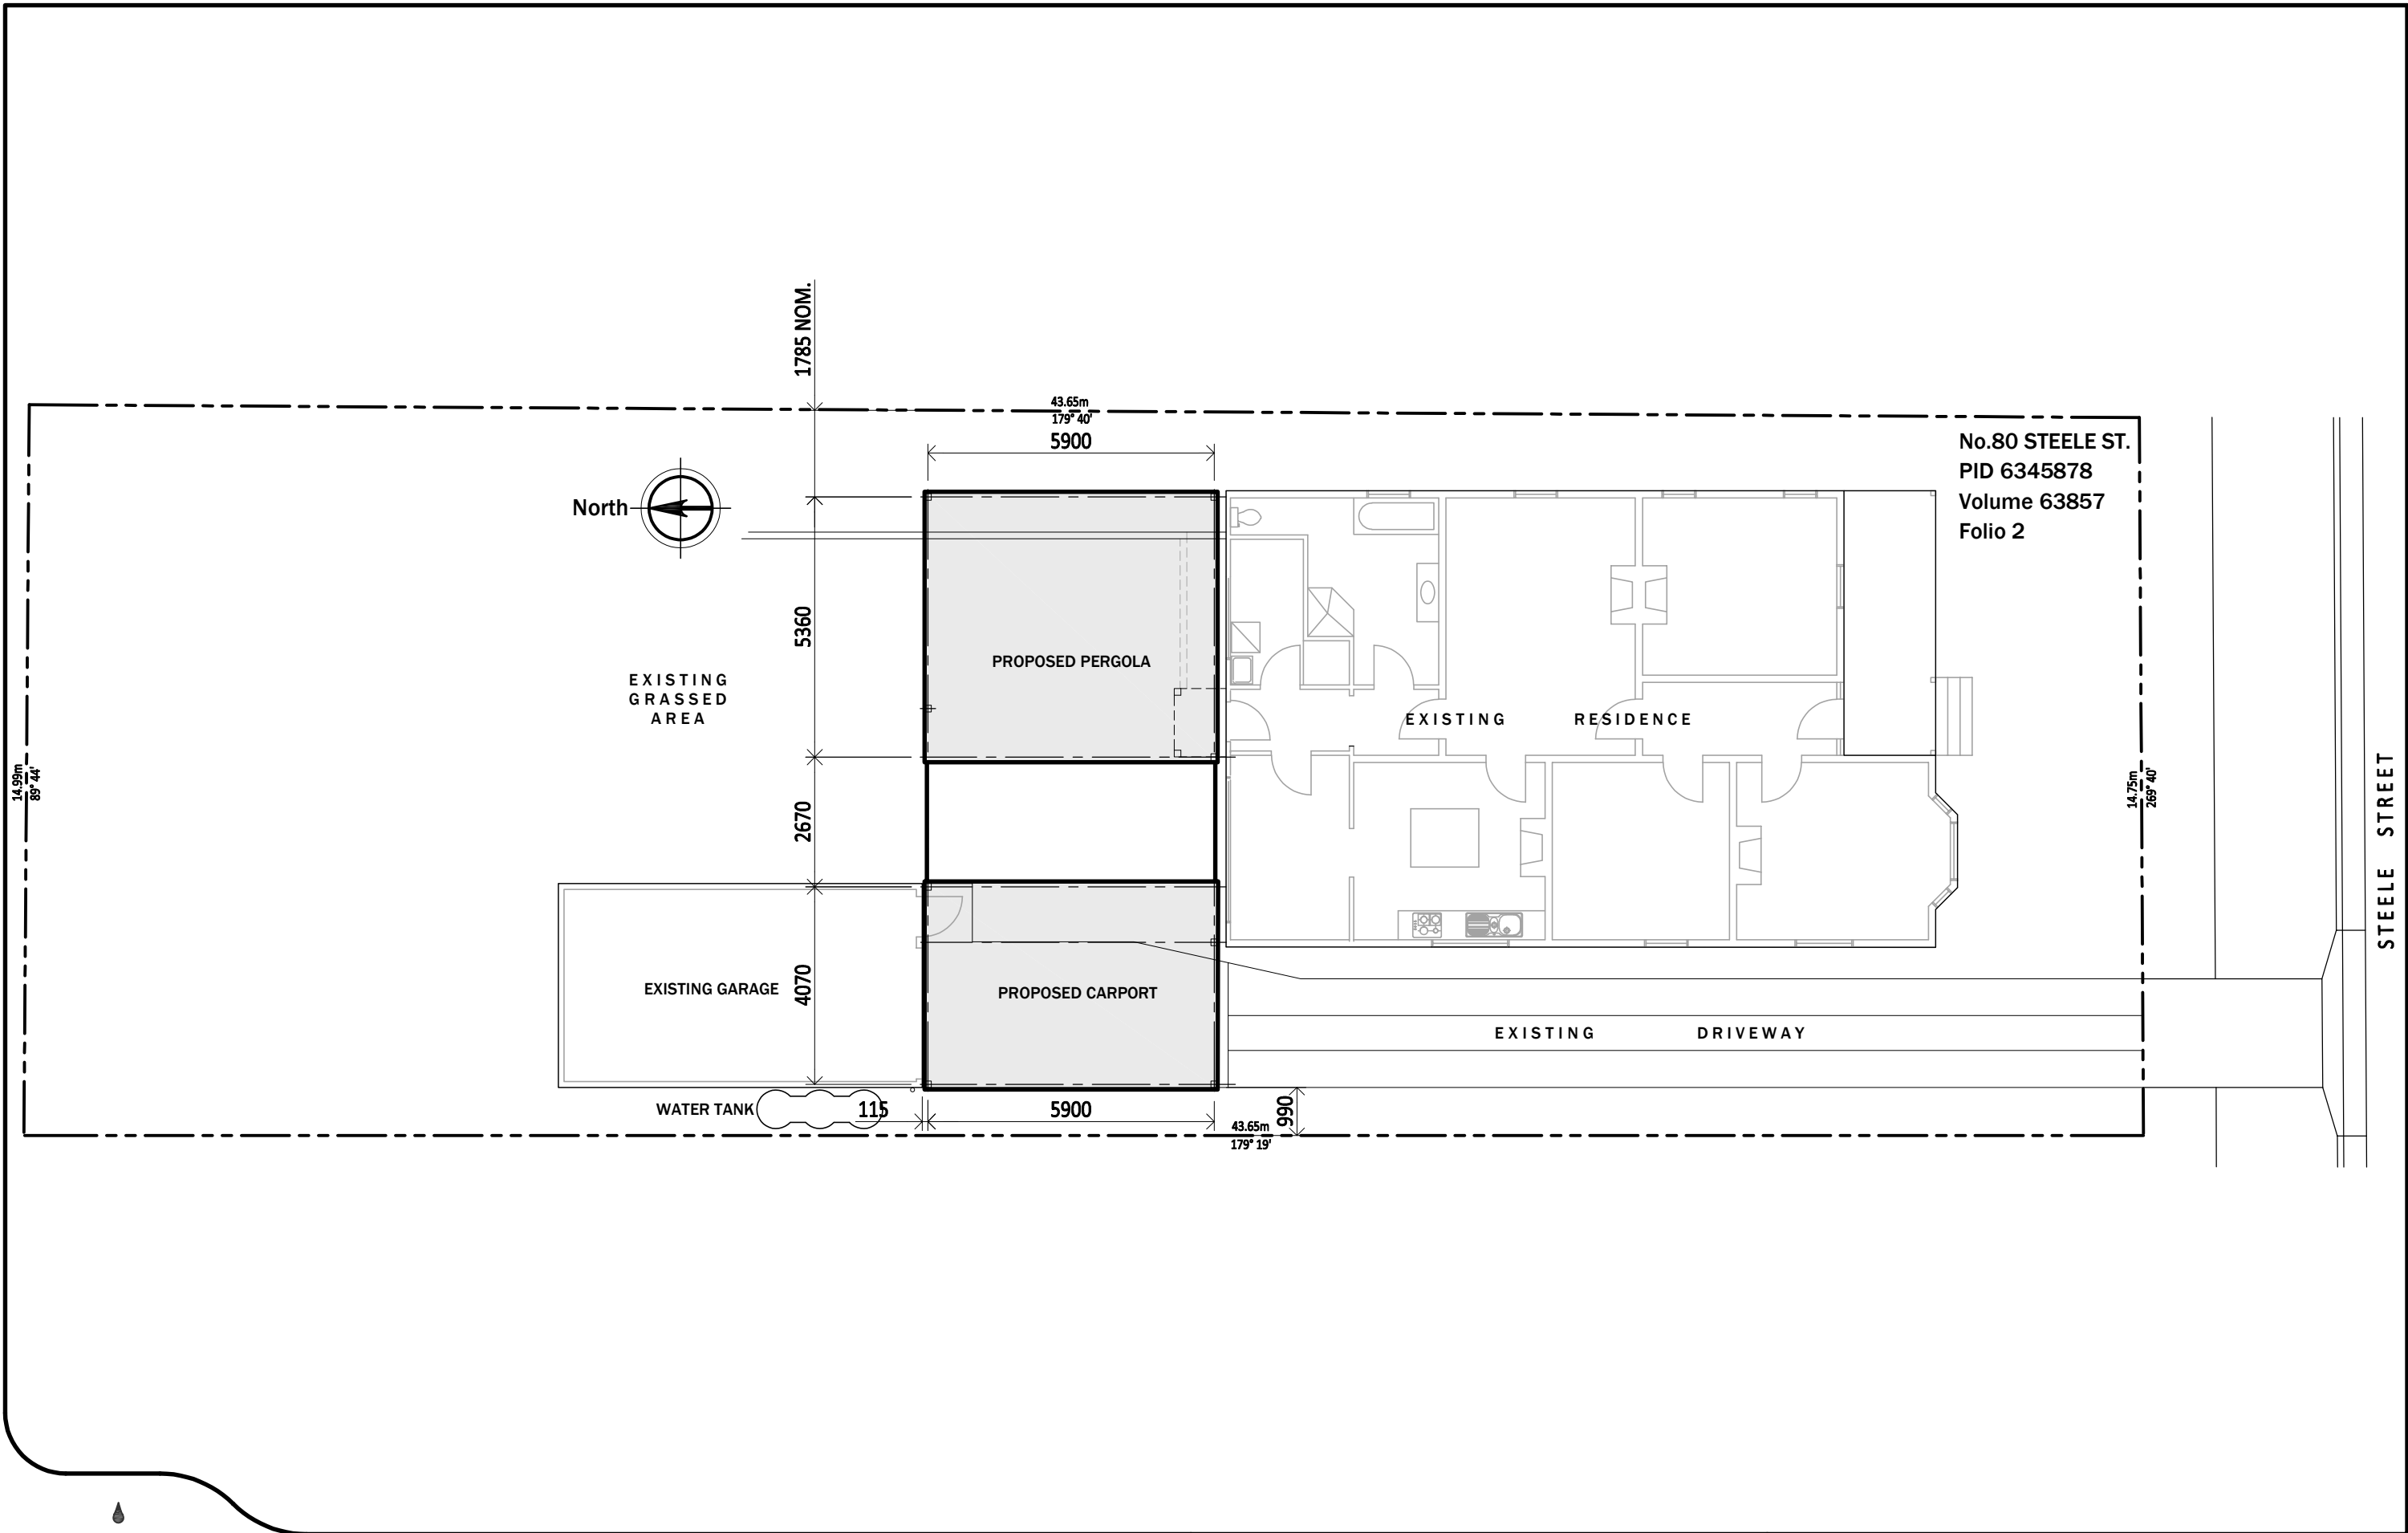 1785 NOM.
43.65m
179° 40'
5900
No.80 STEELE ST.
PID 6345878
Volume 63857
Folio 2
North
5360
PROPOSED PERGOLA
EXISTING
GRASSED
AREA
EXISTING RESIDENCE
14.99m
89° 44'
14.75m
269° 40'
STEELE STREET
2670
4070
EXISTING GARAGE
PROPOSED CARPORT
EXISTING DRIVEWAY
WATER TANK
115
5900
990
43.65m
179° 19'